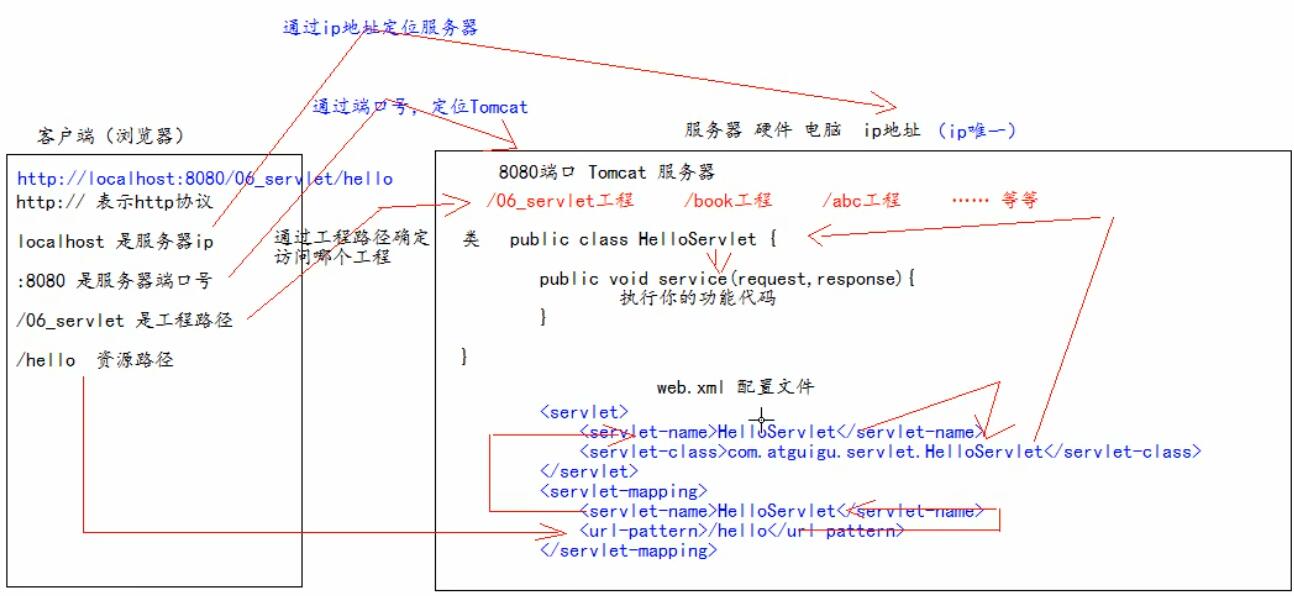 通过ip地址定位服务器
通过端口号，定位Tomcat
客户端（浏览器）
服务器 硬件 电脑 ip地址 （ip唯一）
http://localhost:8080/06_servlet/hello
http:// 表示http协议
localhost 是服务器ip
:8080 是服务器端口号
/06_servlet 是工程路径
/hello 资源路径
通过工程路径确定
访问哪个工程
8080端口 Tomcat 服务器
/06_servlet工程 /book工程 /abc工程 …… 等等
类 public class HelloServlet {
public void service(request,response){
执行你的功能代码
}
}
web.xml 配置文件
<servlet>
<servlet-name>HelloServlet</servlet-name>
<servlet-class>com.atguigu.servlet.HelloServlet</servlet-class>
</servlet>
<servlet-mapping>
<servlet-name>HelloServlet</servlet-name>
<url-pattern>/hello</url-pattern>
</servlet-mapping>